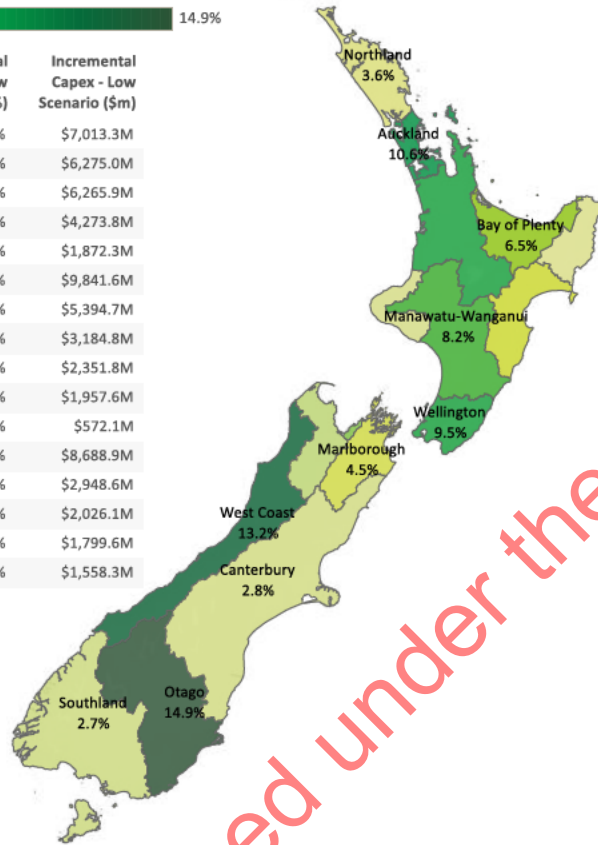 14.9%
al Incremental
w Capex - Low
%) Scenario ($m)
% $7,013.3M
% $6,275.0M
% $6,265.9M
% $4,273.8M
% $1,872.3M
% $9,841.6M
% $5,394.7M
% $3,184.8M
% $2,351.8M
% $1,957.6M
% $572.1M
% $8,688.9M
% $2,948.6M
% $2,026.1M
% $1,799.6M
% $1,558.3M
Northland
3.6%
Auckland
10.6%
Bay of Plenty
6.5%
Manawatu-Wanganui
8.2%
Wellington
9.5%
Marlborough
4.5%
West Coast
13.2%
Canterbury
2.8%
Otago
14.9%
Southland
2.7%
ed under the